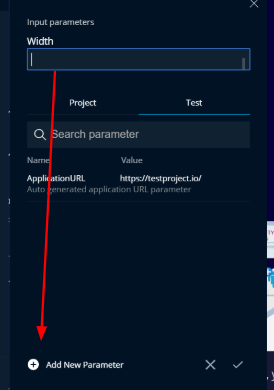 Input parameters
Width
Project Test
Search parameter
Name Value
ApplicationURL https://testproject.io/
Auto generated application URL parameter
Add New Parameter